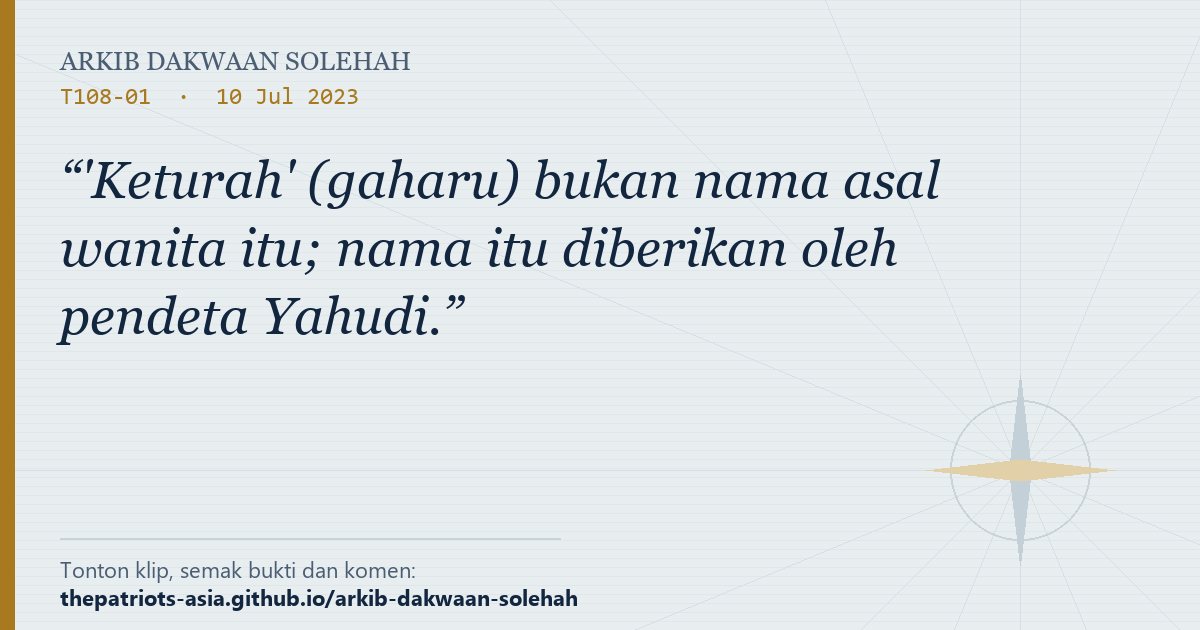 ARKIB DAKWAAN SOLEHAH
T108-01 · 10 Jul 2023
“'Keturah' (gaharu) bukan nama asal
wanita itu; nama itu diberikan oleh
pendeta Yahudi.”
Tonton klip, semak bukti dan komen:
thepatriots-asia.github.io/arkib-dakwaan-solehah